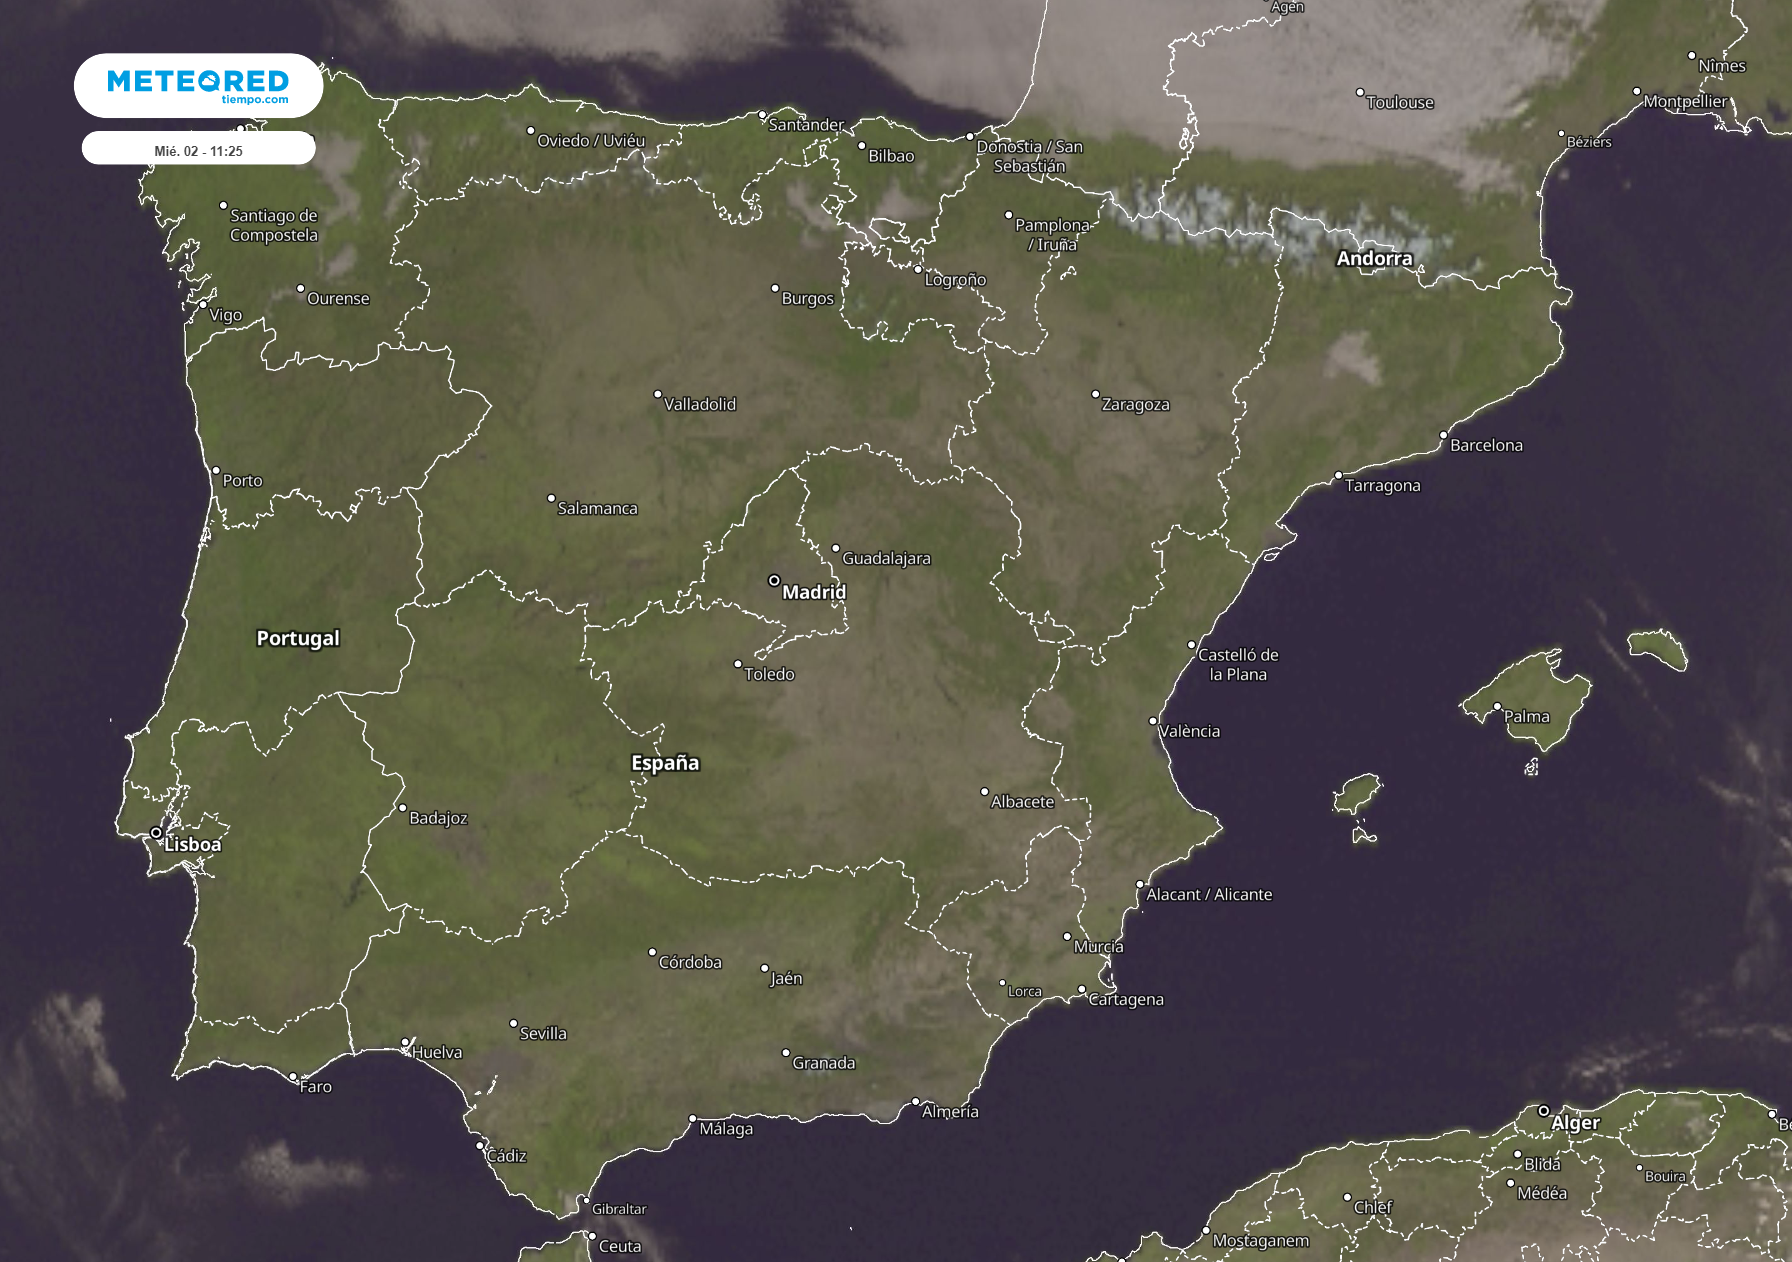 METEORED
tiempo.com
Mié. 02 - 11:25
Agen
Nîmes
Toulouse
Montpellier
Santander
Oviedo / Uviéu
Bilbao
Donostia / San
Sebastián
Béziers
Santiago de
Compostela
Pamplona
/ Iruña
Andorra
Logroño
Ourense
Burgos
Vigo
Valladolid
Zaragoza
Barcelona
Porto
Tarragona
Salamanca
Guadalajara
Madrid
Portugal
Castelló de
la Plana
Toledo
Palma
València
España
Albacete
Badajoz
Lisboa
Alacant / Alicante
Murcia
Córdoba
Jaén
Lorca
Cartagena
Sevilla
Huelva
Granada
Faro
Almería
Málaga
Alger
Be
Cádiz
Blida
Bouira
Médéa
Gibraltar
Chlef
Ceuta
Mostaganem